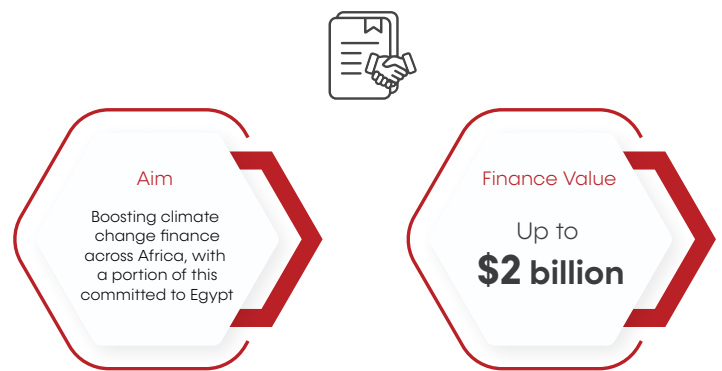 Aim
Boosting climate
change finance
across Africa, with
a portion of this
committed to Egypt
Finance Value
Up to
$2 billion